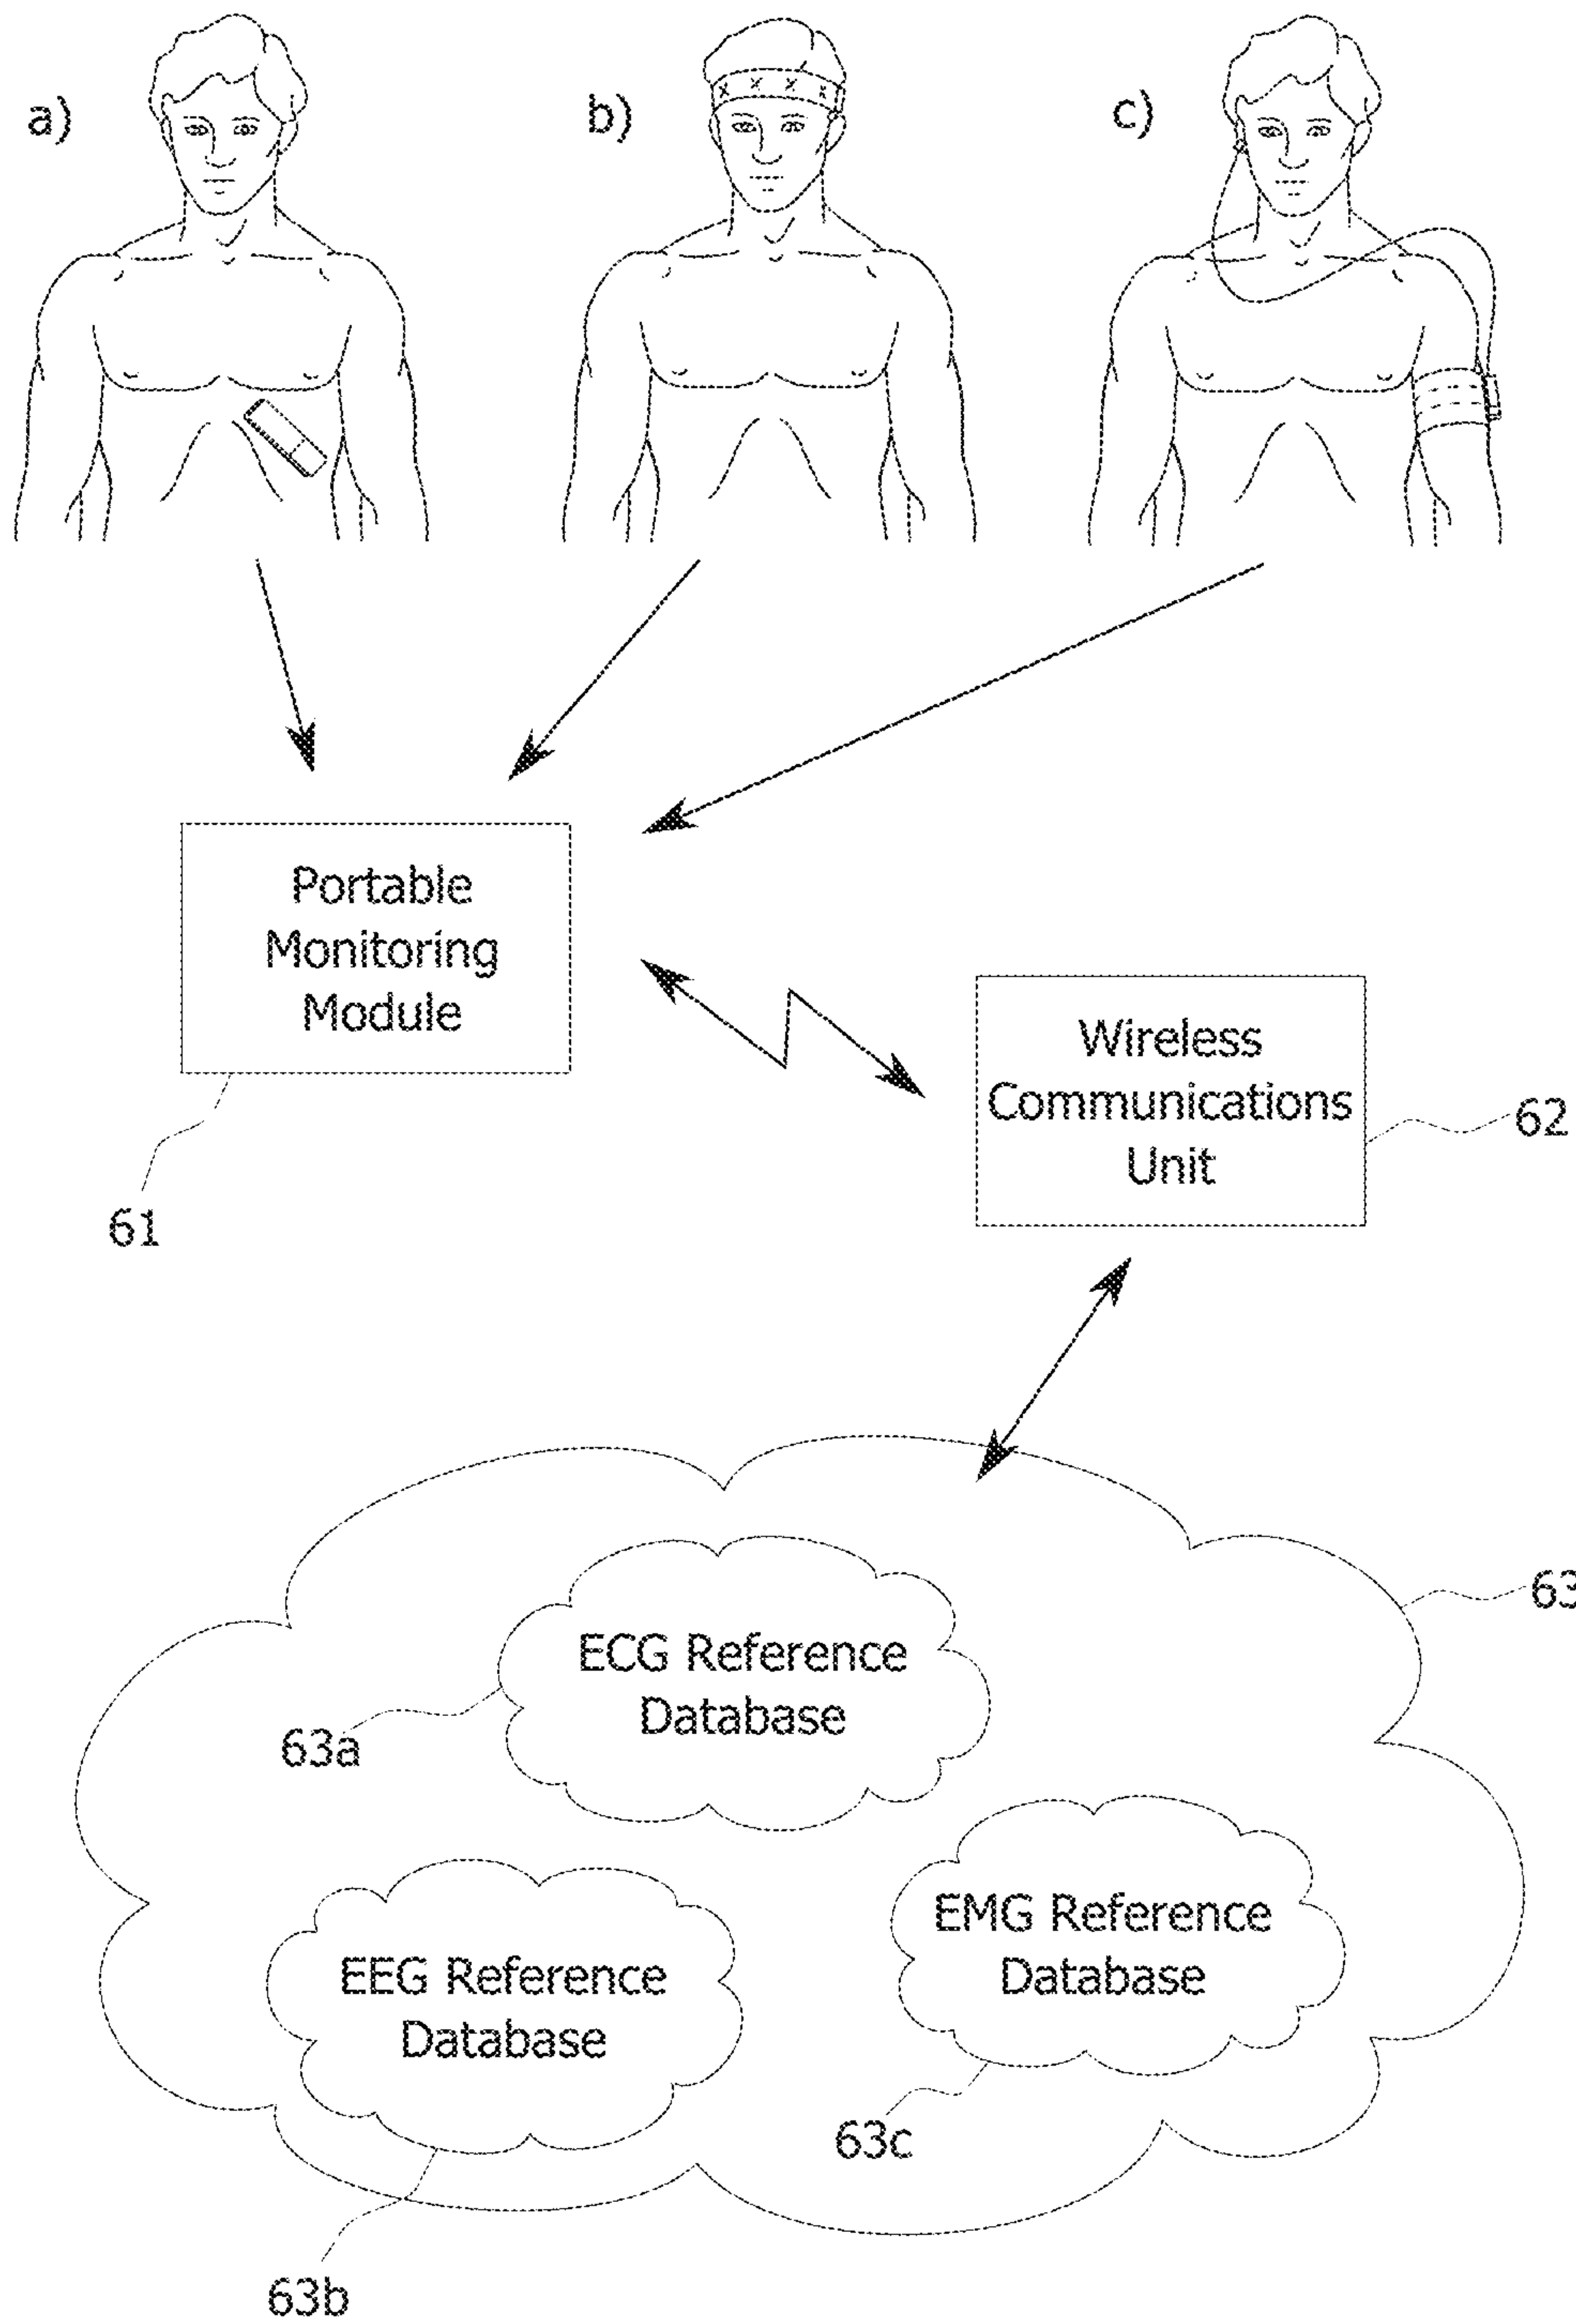 a)
b)
c)
Portable
Monitoring
Module
61
Wireless
Communications
Unit
62
63
ECG Reference
Database
63a
EMG Reference
Database
63c
EEG Reference
Database
63b